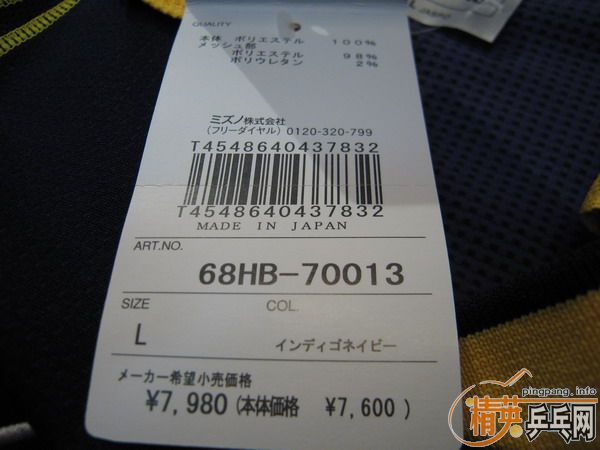 QUALITY
本体 ポリエステル 100%
メッシュ部
ポリエステル 98%
ポリウレタン 2%
ミズノ株式会社
(フリーダイヤル) 0120-320-799
T4548640437832
T4548640437832
MADE IN JAPAN
ART.NO.
68HB-70013
SIZE COL.
L インディゴネイビー
メーカー希望小売価格
¥7,980 (本体価格 ¥7,600 )
L
pingpang.info
精英乒乓网